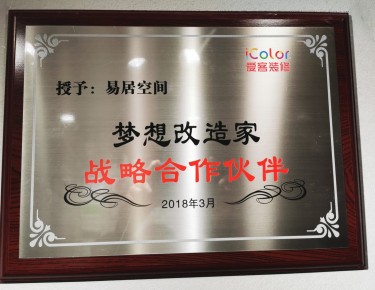 iColor
爱客装修
授予：易居空间
梦想改造家
战略合作伙伴
2018年3月